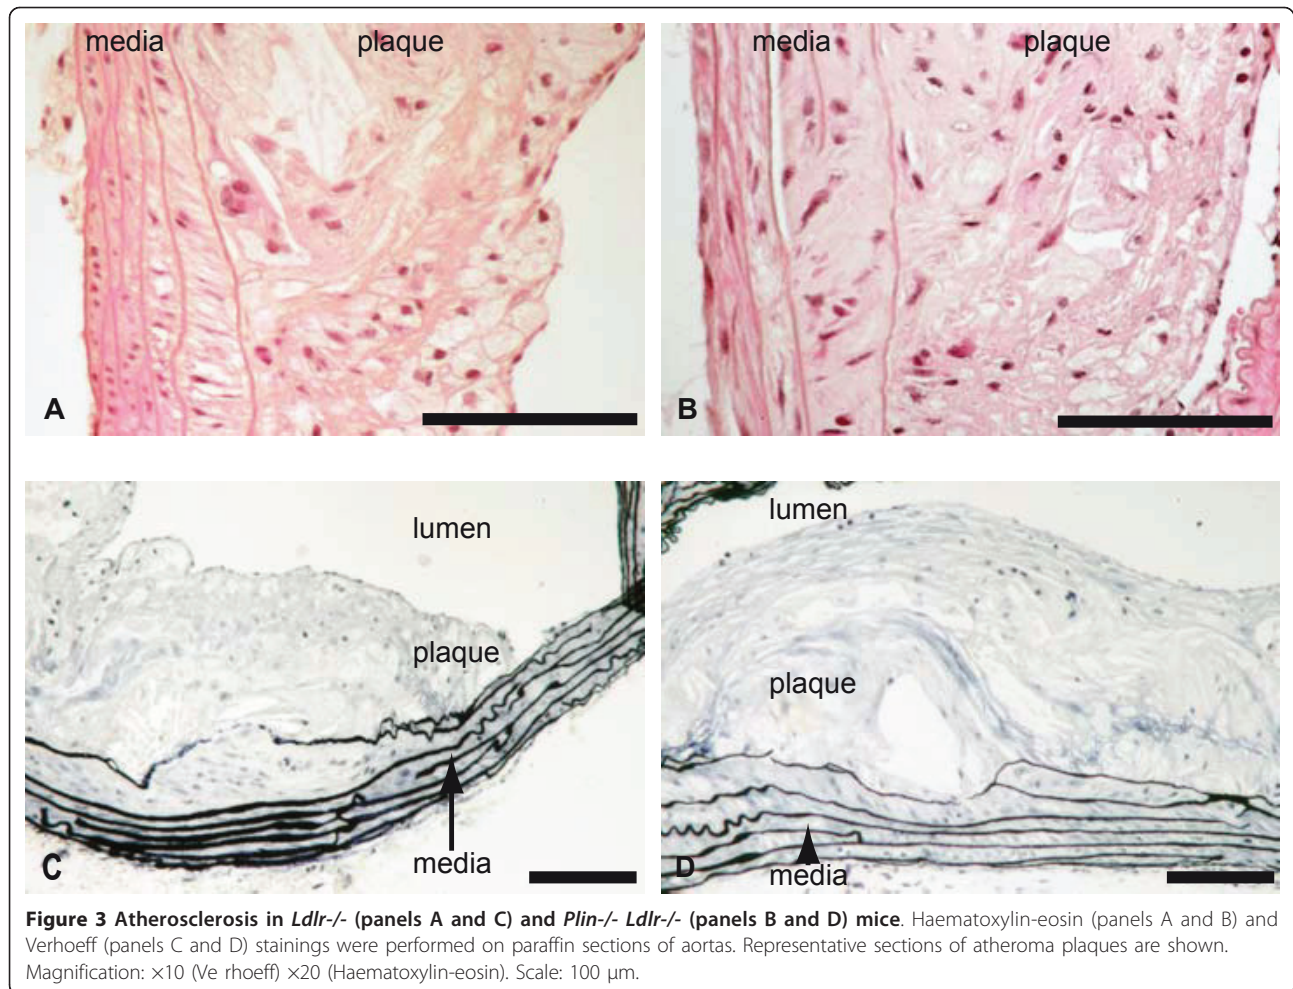 media plaque
media plaque
A
B
lumen
plaque
media
C
lumen
plaque
media
D
Figure 3 Atherosclerosis in Ldlr-/- (panels A and C) and Plin-/- Ldlr-/- (panels B and D) mice. Haematoxylin-eosin (panels A and B) and
Verhoeff (panels C and D) stainings were performed on paraffin sections of aortas. Representative sections of atheroma plaques are shown.
Magnification: ×10 (Ve rhoeff) ×20 (Haematoxylin-eosin). Scale: 100 μm.